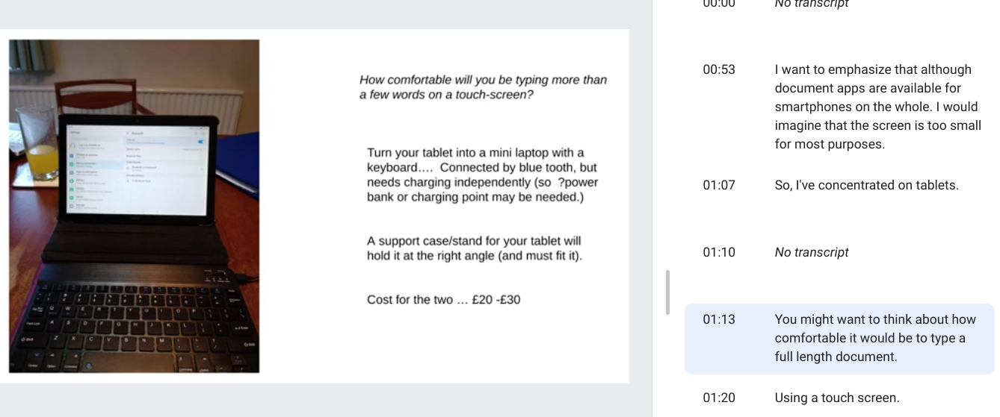 How comfortable will you be typing more than
a few words on a touch-screen?
Turn your tablet into a mini laptop with a
keyboard.... Connected by blue tooth, but
needs charging independently (so ?power
bank or charging point may be needed.)
A support case/stand for your tablet will
hold it at the right angle (and must fit it).
Cost for the two ... £20 -£30
00:00 No transcript
00:53 I want to emphasize that although
document apps are available for
smartphones on the whole. I would
imagine that the screen is too small
for most purposes.
01:07 So, I've concentrated on tablets.
01:10 No transcript
01:13 You might want to think about how
comfortable it would be to type a
full length document.
01:20 Using a touch screen.